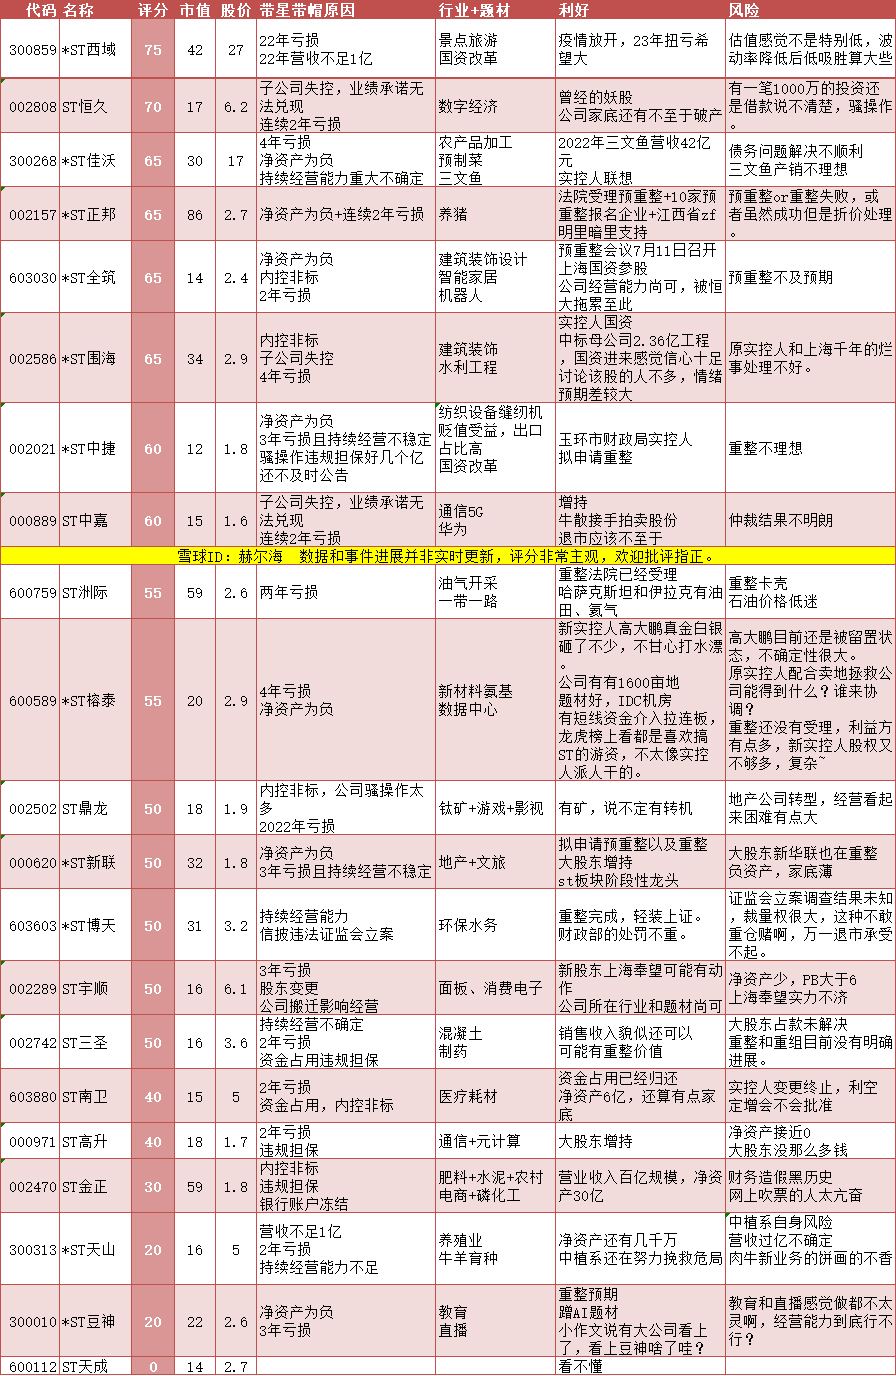 代码 名称 评分 市值 股价 带星带帽原因 行业+题材 利好 风险
300859 *ST西域 75 42 27
22年亏损
22年营收不足1亿
景点旅游
国资改革
疫情放开，23年扭亏希
望大
估值感觉不是特别低，波
动率降低后低吸胜算大些
002808 ST恒久 70 17 6.2
子公司失控，业绩承诺无
法兑现
连续2年亏损
数字经济
曾经的妖股
公司家底还有不至于破产
有一笔1000万的投资还
是借款说不清楚，骚操作
。
300268 *ST佳沃 65 30 17
4年亏损
净资产为负
持续经营能力重大不确定
农产品加工
预制菜
三文鱼
2022年三文鱼营收42亿
元
实控人联想
债务问题解决不顺利
三文鱼产销不理想
002157 *ST正邦 65 86 2.7
净资产为负+连续2年亏损
养猪
法院受理预重整+10家预
重整报名企业+江西省zf
明里暗里支持
预重整or重整失败，或
者虽然成功但是折价处理
。
603030 *ST全筑 65 14 2.4
净资产为负
内控非标
2年亏损
建筑装饰设计
智能家居
机器人
预重整会议7月11日召开
上海国资参股
公司经营能力尚可，被恒
大拖累至此
预重整不及预期
002586 *ST围海 65 34 2.9
内控非标
子公司失控
4年亏损
建筑装饰
水利工程
实控人国资
中标母公司2.36亿工程
，国资进来感觉信心十足
讨论该股的人不多，情绪
预期差较大
原实控人和上海千年的烂
事处理不好。
002021 *ST中捷 60 12 1.8
净资产为负
3年亏损且持续经营不稳定
骚操作违规担保好几个亿
还不及时公告
纺织设备缝纫机
贬值受益，出口
占比高
国资改革
玉环市财政局实控人
拟申请重整
重整不理想
000889 ST中嘉 60 15 1.6
子公司失控，业绩承诺无
法兑现
连续2年亏损
通信5G
华为
增持
牛散接手拍卖股份
退市应该不至于
仲裁结果不明朗
雪球ID：赫尔海 数据和事件进展并非实时更新，评分非常主观，欢迎批评指正。
600759 ST洲际 55 59 2.6
两年亏损
油气开采
一带一路
重整法院已经受理
哈萨克斯坦和伊拉克有油
田、氦气
重整卡壳
石油价格低迷
600589 *ST榕泰 55 20 2.9
4年亏损
净资产为负
新材料氨基
数据中心
新实控人高大鹏真金白银
砸了不少，不甘心打水漂
。
公司有有1600亩地
题材好，IDC机房
有短线资金介入拉连板，
龙虎榜上看都是喜欢搞
ST的游资，不太像实控
人派人干的。
高大鹏目前还是被留置状
态，不确定性很大。
原实控人配合卖地拯救公
司能得到什么？谁来协
调？
重整还没有受理，利益方
有点多，新实控人股权又
不够多，复杂~
002502 ST鼎龙 50 18 1.9
内控非标，公司骚操作太
多
2022年亏损
钛矿+游戏+影视
有矿，说不定有转机
地产公司转型，经营看起
来困难有点大
000620 *ST新联 50 32 1.8
净资产为负
3年亏损且持续经营不稳定
地产+文旅
拟申请预重整以及重整
大股东增持
st板块阶段性龙头
大股东新华联也在重整
负资产，家底薄
603603 *ST博天 50 31 3.2
持续经营能力
信披违法证监会立案
环保水务
重整完成，轻装上证。
财政部的处罚不重。
证监会立案调查结果未知
，裁量权很大，这种不敢
重仓赌啊，万一退市承受
不起。
002289 ST宇顺 50 16 6.1
3年亏损
股东变更
公司搬迁影响经营
面板、消费电子
新股东上海奉望可能有动
作
公司所在行业和题材尚可
净资产少，PB大于6
上海奉望实力不济
002742 ST三圣 50 16 3.6
持续经营不确定
2年亏损
资金占用违规担保
混凝土
制药
销售收入貌似还可以
可能有重整价值
大股东占款未解决
重整和重组目前没有明确
进展。
603880 ST南卫 40 15 5
2年亏损
资金占用，内控非标
医疗耗材
资金占用已经归还
净资产6亿，还算有点家
底
实控人变更终止，利空
定增会不会批准
000971 ST高升 40 18 1.7
2年亏损
违规担保
通信+元计算
大股东增持
净资产接近0
大股东没那么多钱
002470 ST金正 30 59 1.8
内控非标
违规担保
银行账户冻结
肥料+水泥+农村
电商+磷化工
营业收入百亿规模，净资
产30亿
财务造假黑历史
网上吹票的人太亢奋
300313 *ST天山 20 16 5
营收不足1亿
2年亏损
持续经营能力不足
养殖业
牛羊育种
净资产还有几千万
中植系还在努力挽救危局
中植系自身风险
营收过亿不确定
肉牛新业务的饼画的不香
300010 *ST豆神 20 22 2.6
净资产为负
3年亏损
教育
直播
重整预期
蹭AI题材
小作文说有大公司看上
了，看上豆神啥了哇？
教育和直播感觉做都不太
灵啊，经营能力到底行不
行？
600112 ST天成 0 14 2.7
看不懂